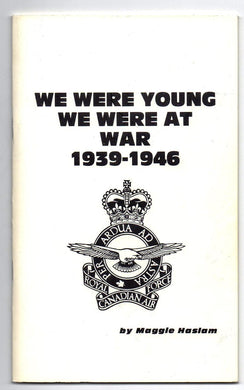 WE WERE YOUNG
WE WERE AT
WAR
1939-1946
PER ARDUA AD ASTRA
ROYAL CANADIAN AIR FORCE
by Maggie Haslam